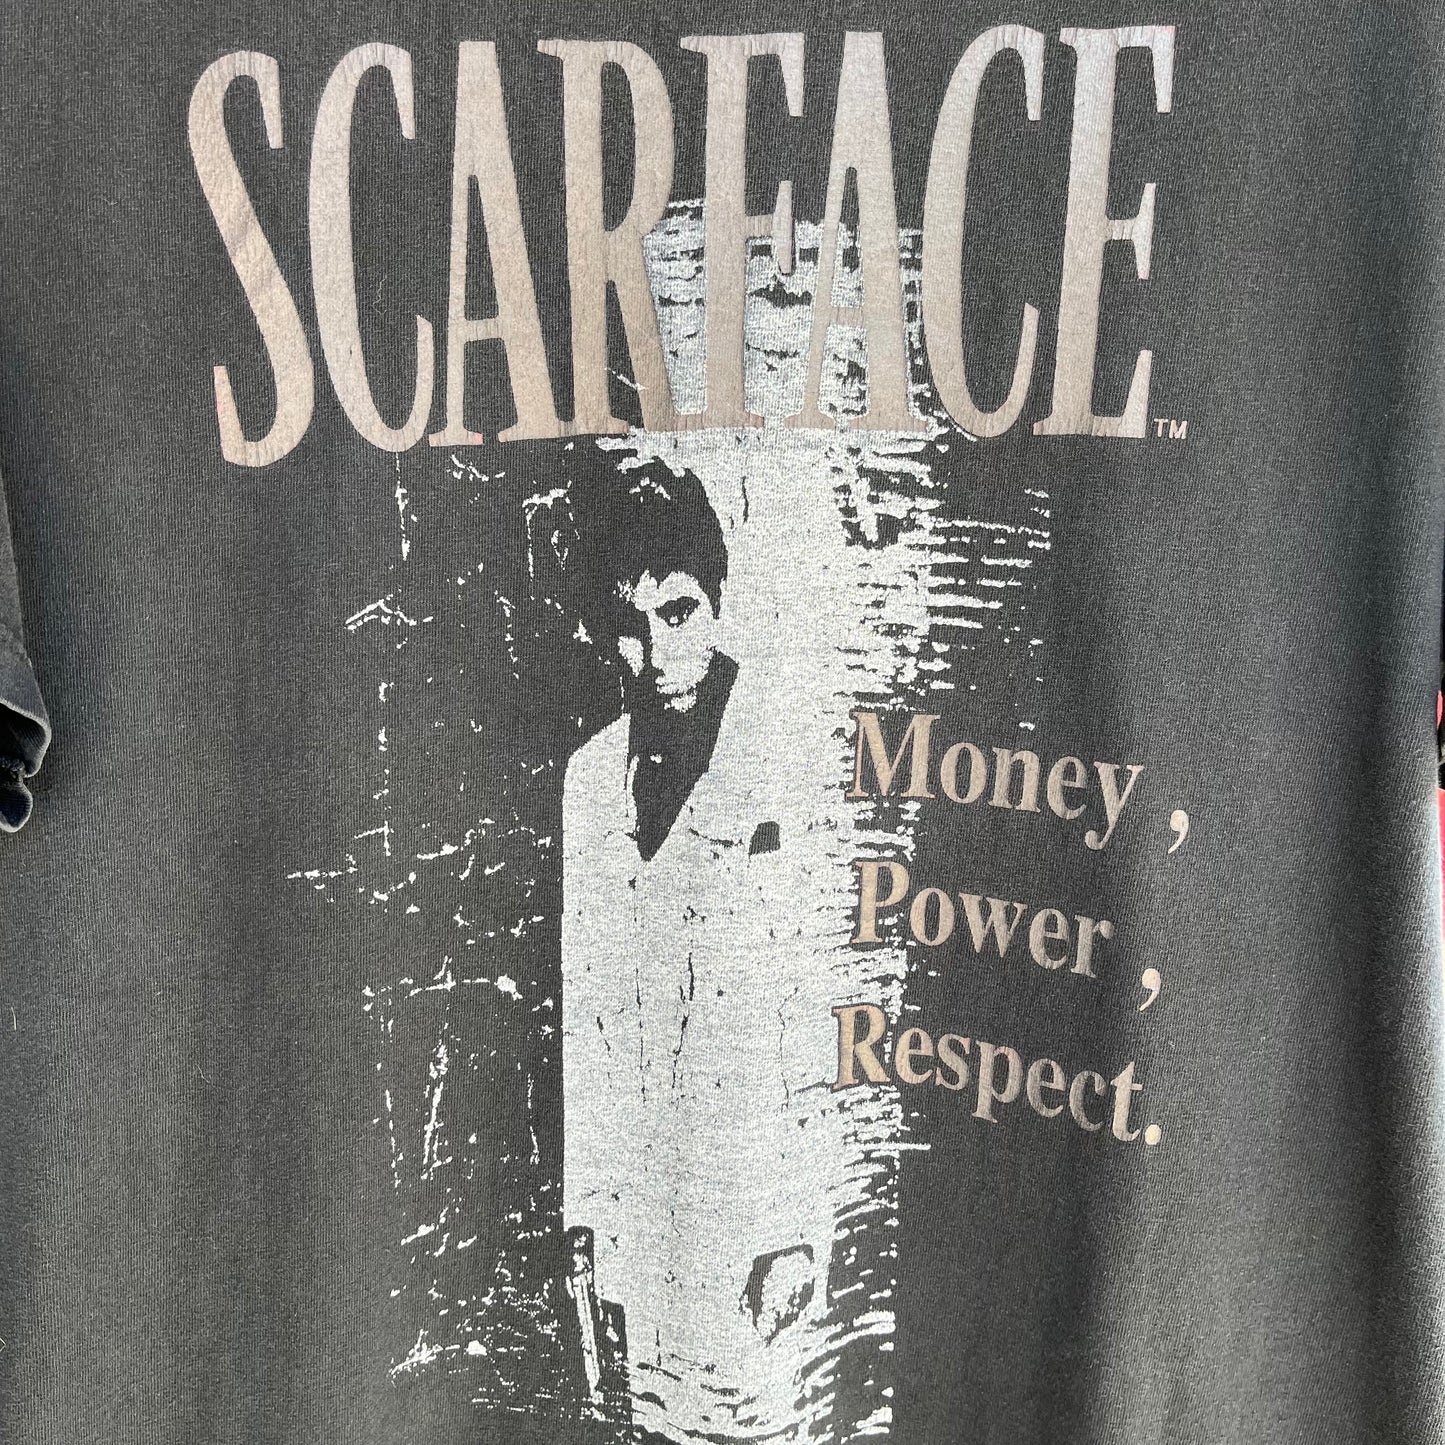 SCARFACE™
Money ,
Power ,
Respect.